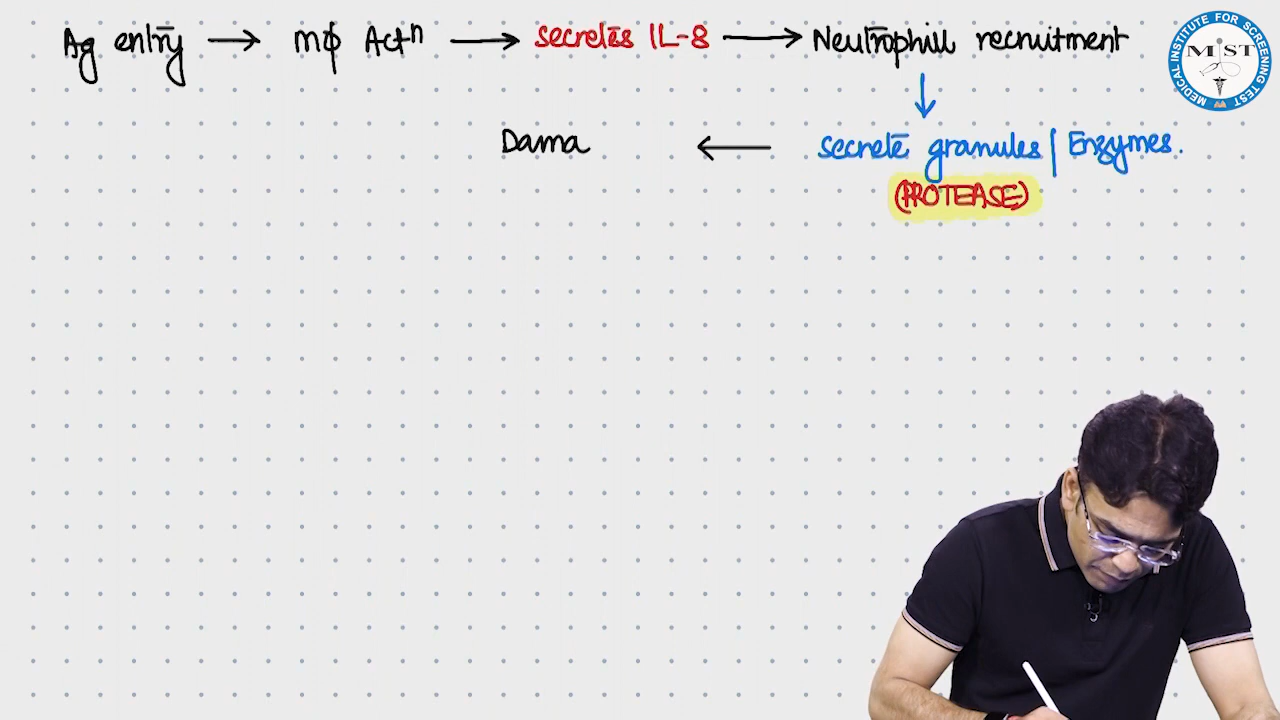 Ag entry → mφ Actⁿ → secretes IL-8 → Neutrophill recruitment
↓
Dama ← secrete granules | Enzymes.
(PROTEASE)
MEDICAL INSTITUTE FOR SCREENING TEST
MIST